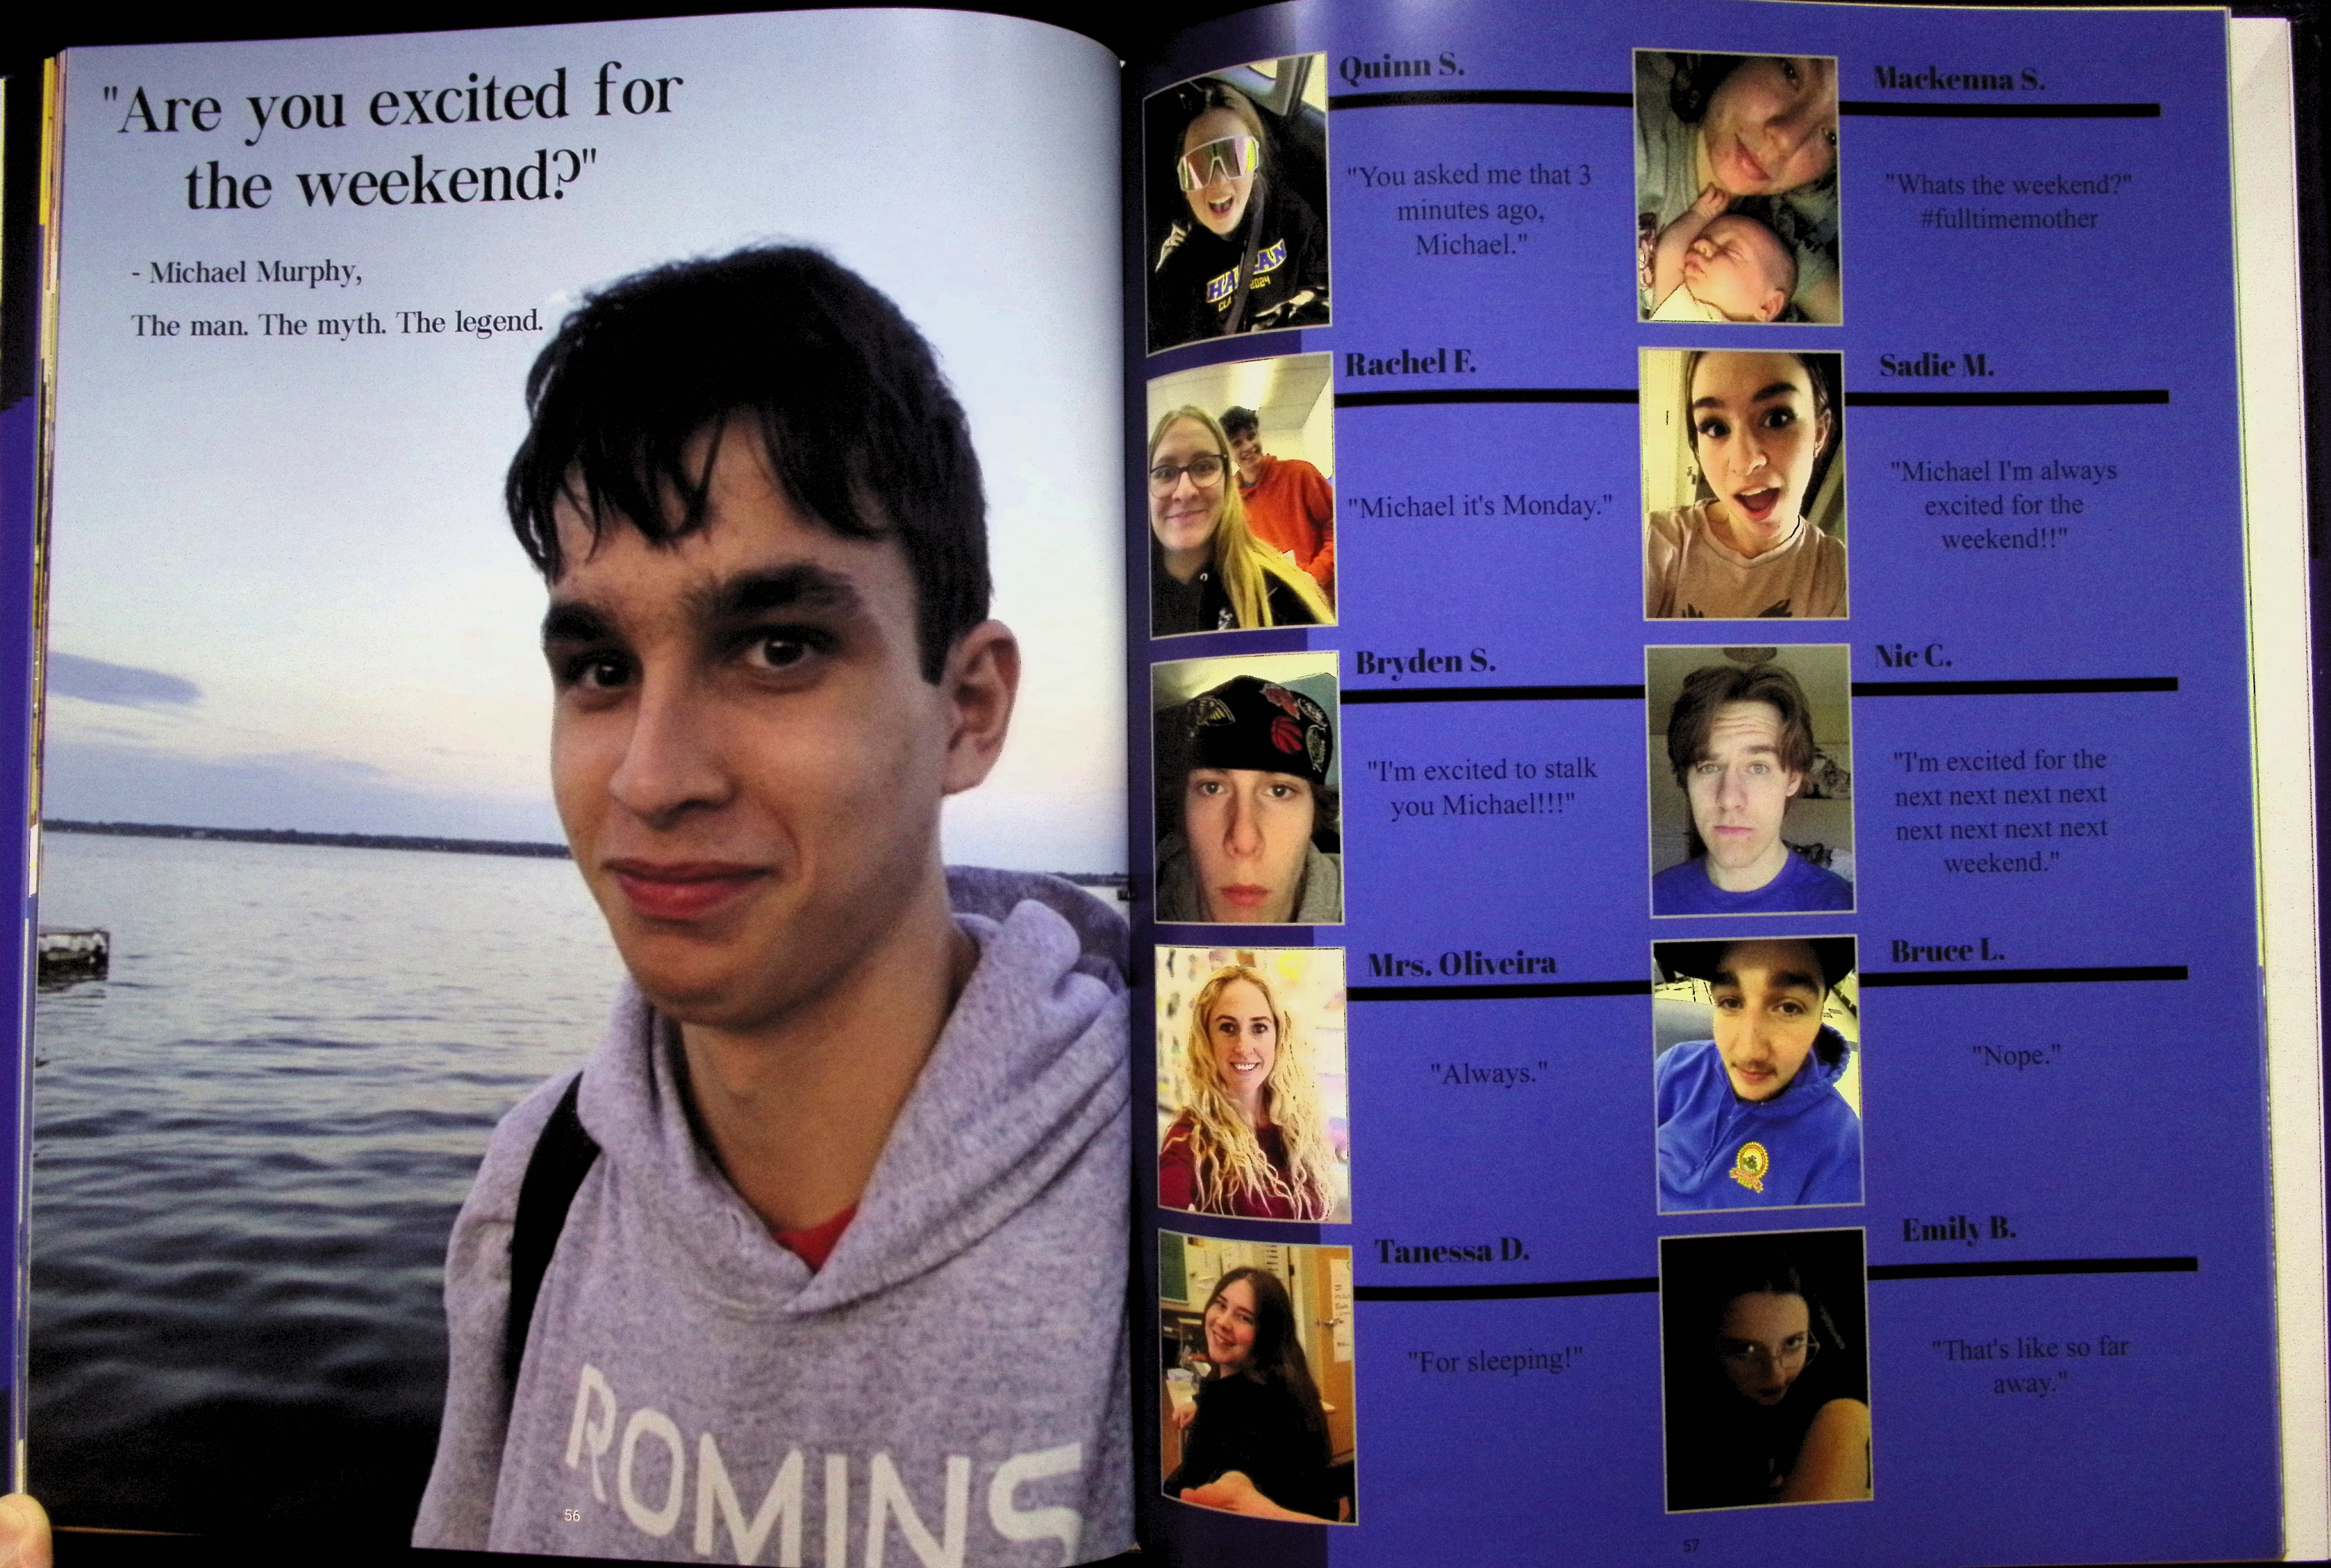 "Are you excited for
the weekend?"
- Michael Murphy,
The man. The myth. The legend.
ROMINS
56
Quinn S.
"You asked me that 3
minutes ago,
Michael."
Mackenna S.
"Whats the weekend?"
#fulltimemother
Rachel F.
"Michael it's Monday."
Sadie M.
"Michael I'm always
excited for the
weekend!!"
Bryden S.
"I'm excited to stalk
you Michael!!!"
Nic C.
"I'm excited for the
next next next next
next next next next
weekend."
Mrs. Oliveira
"Always."
Bruce L.
"Nope."
Tanessa D.
"For sleeping!"
Emily B.
"That's like so far
away."
57